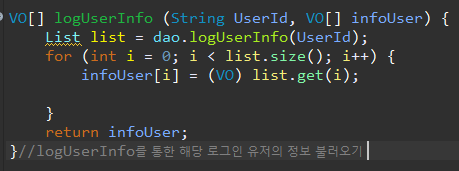 VO[] logUserInfo (String UserId, VO[] infoUser) {
List list = dao.logUserInfo(UserId);
for (int i = 0; i < list.size(); i++) {
infoUser[i] = (VO) list.get(i);
}
return infoUser;
}//logUserInfo를 통한 해당 로그인 유저의 정보 불러오기